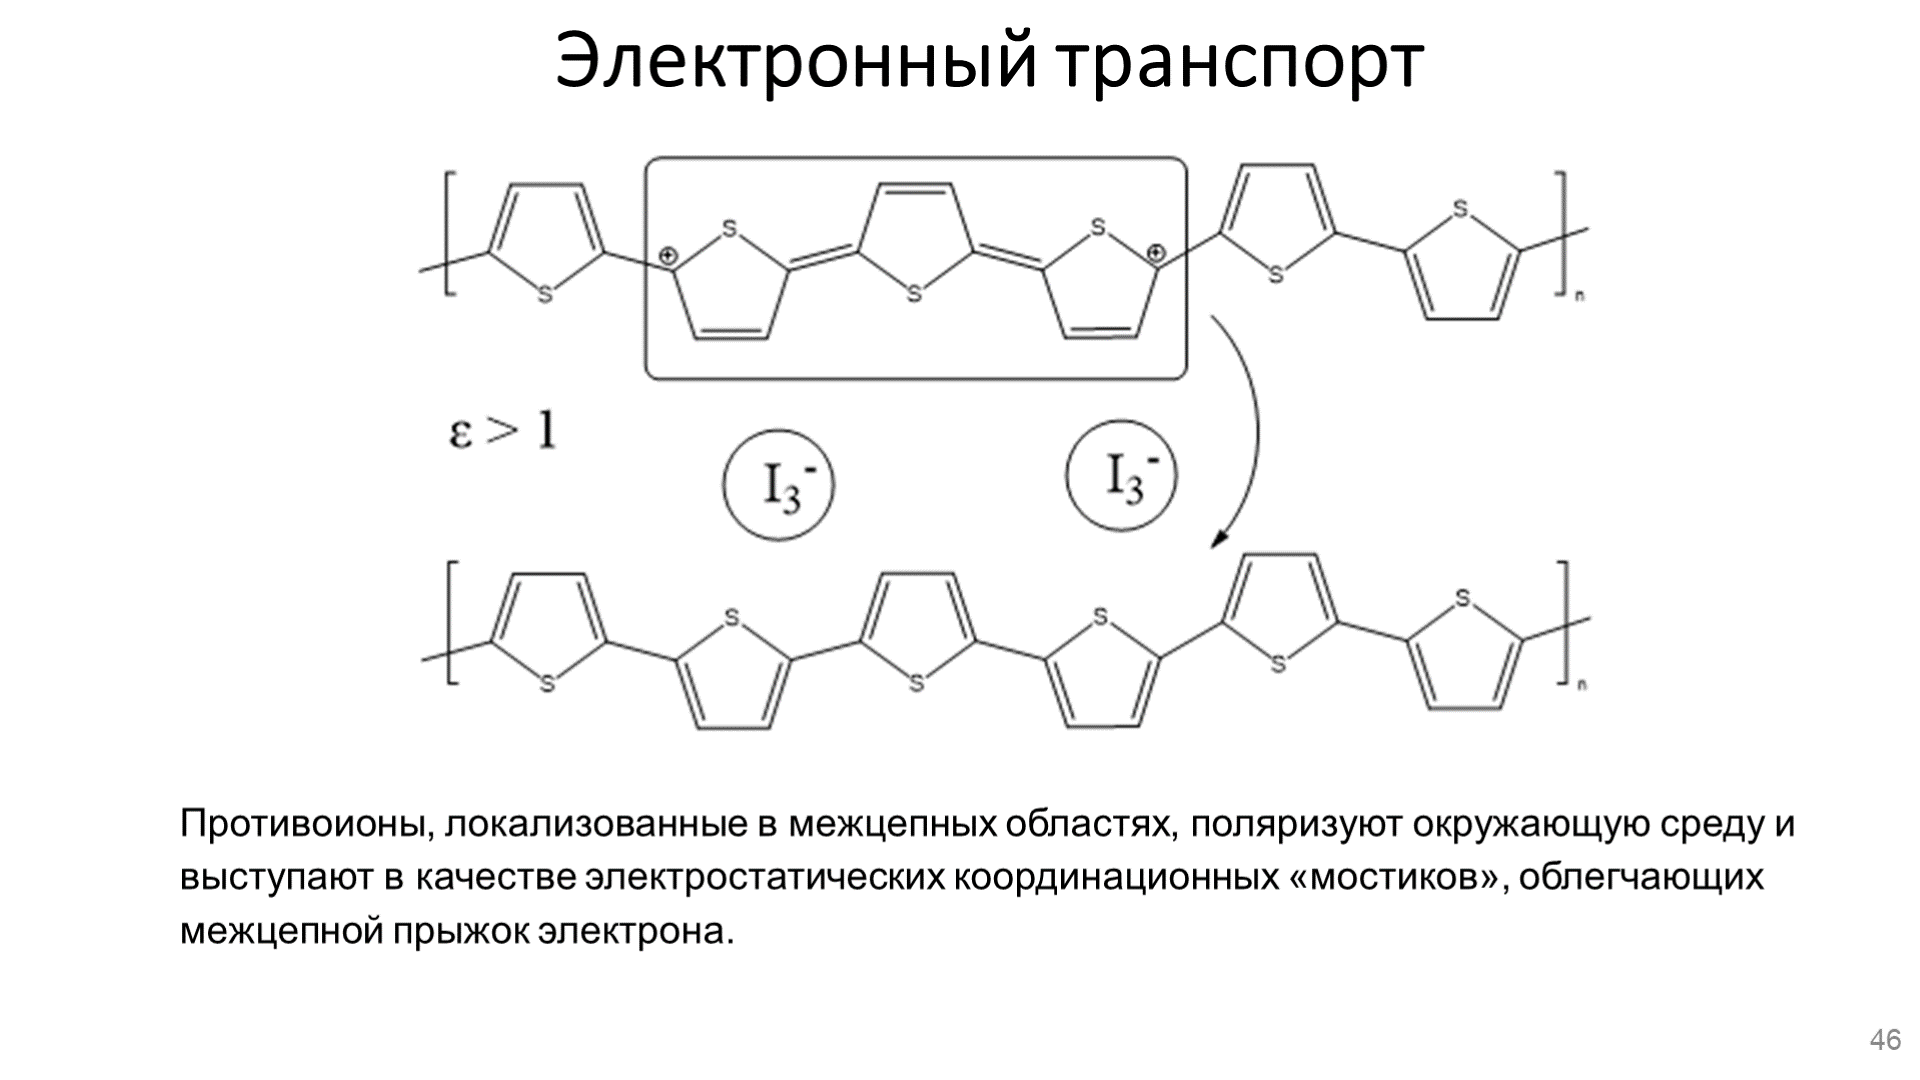 Электронный транспорт
S S S S S S
⊕ ⊕
n
ε > 1
I₃⁻ I₃⁻
S S S S S S
n
Противоионы, локализованные в межцепных областях, поляризуют окружающую среду и
выступают в качестве электростатических координационных «мостиков», облегчающих
межцепной прыжок электрона.
46